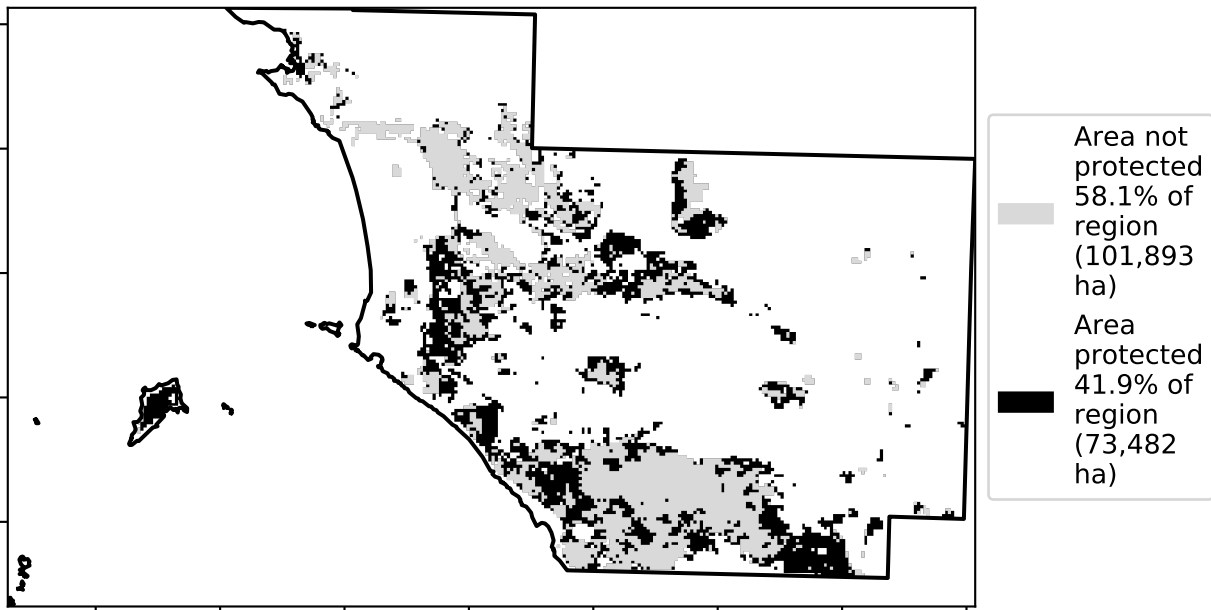 Area not
protected
58.1% of
region
(101,893
ha)
Area
protected
41.9% of
region
(73,482
ha)